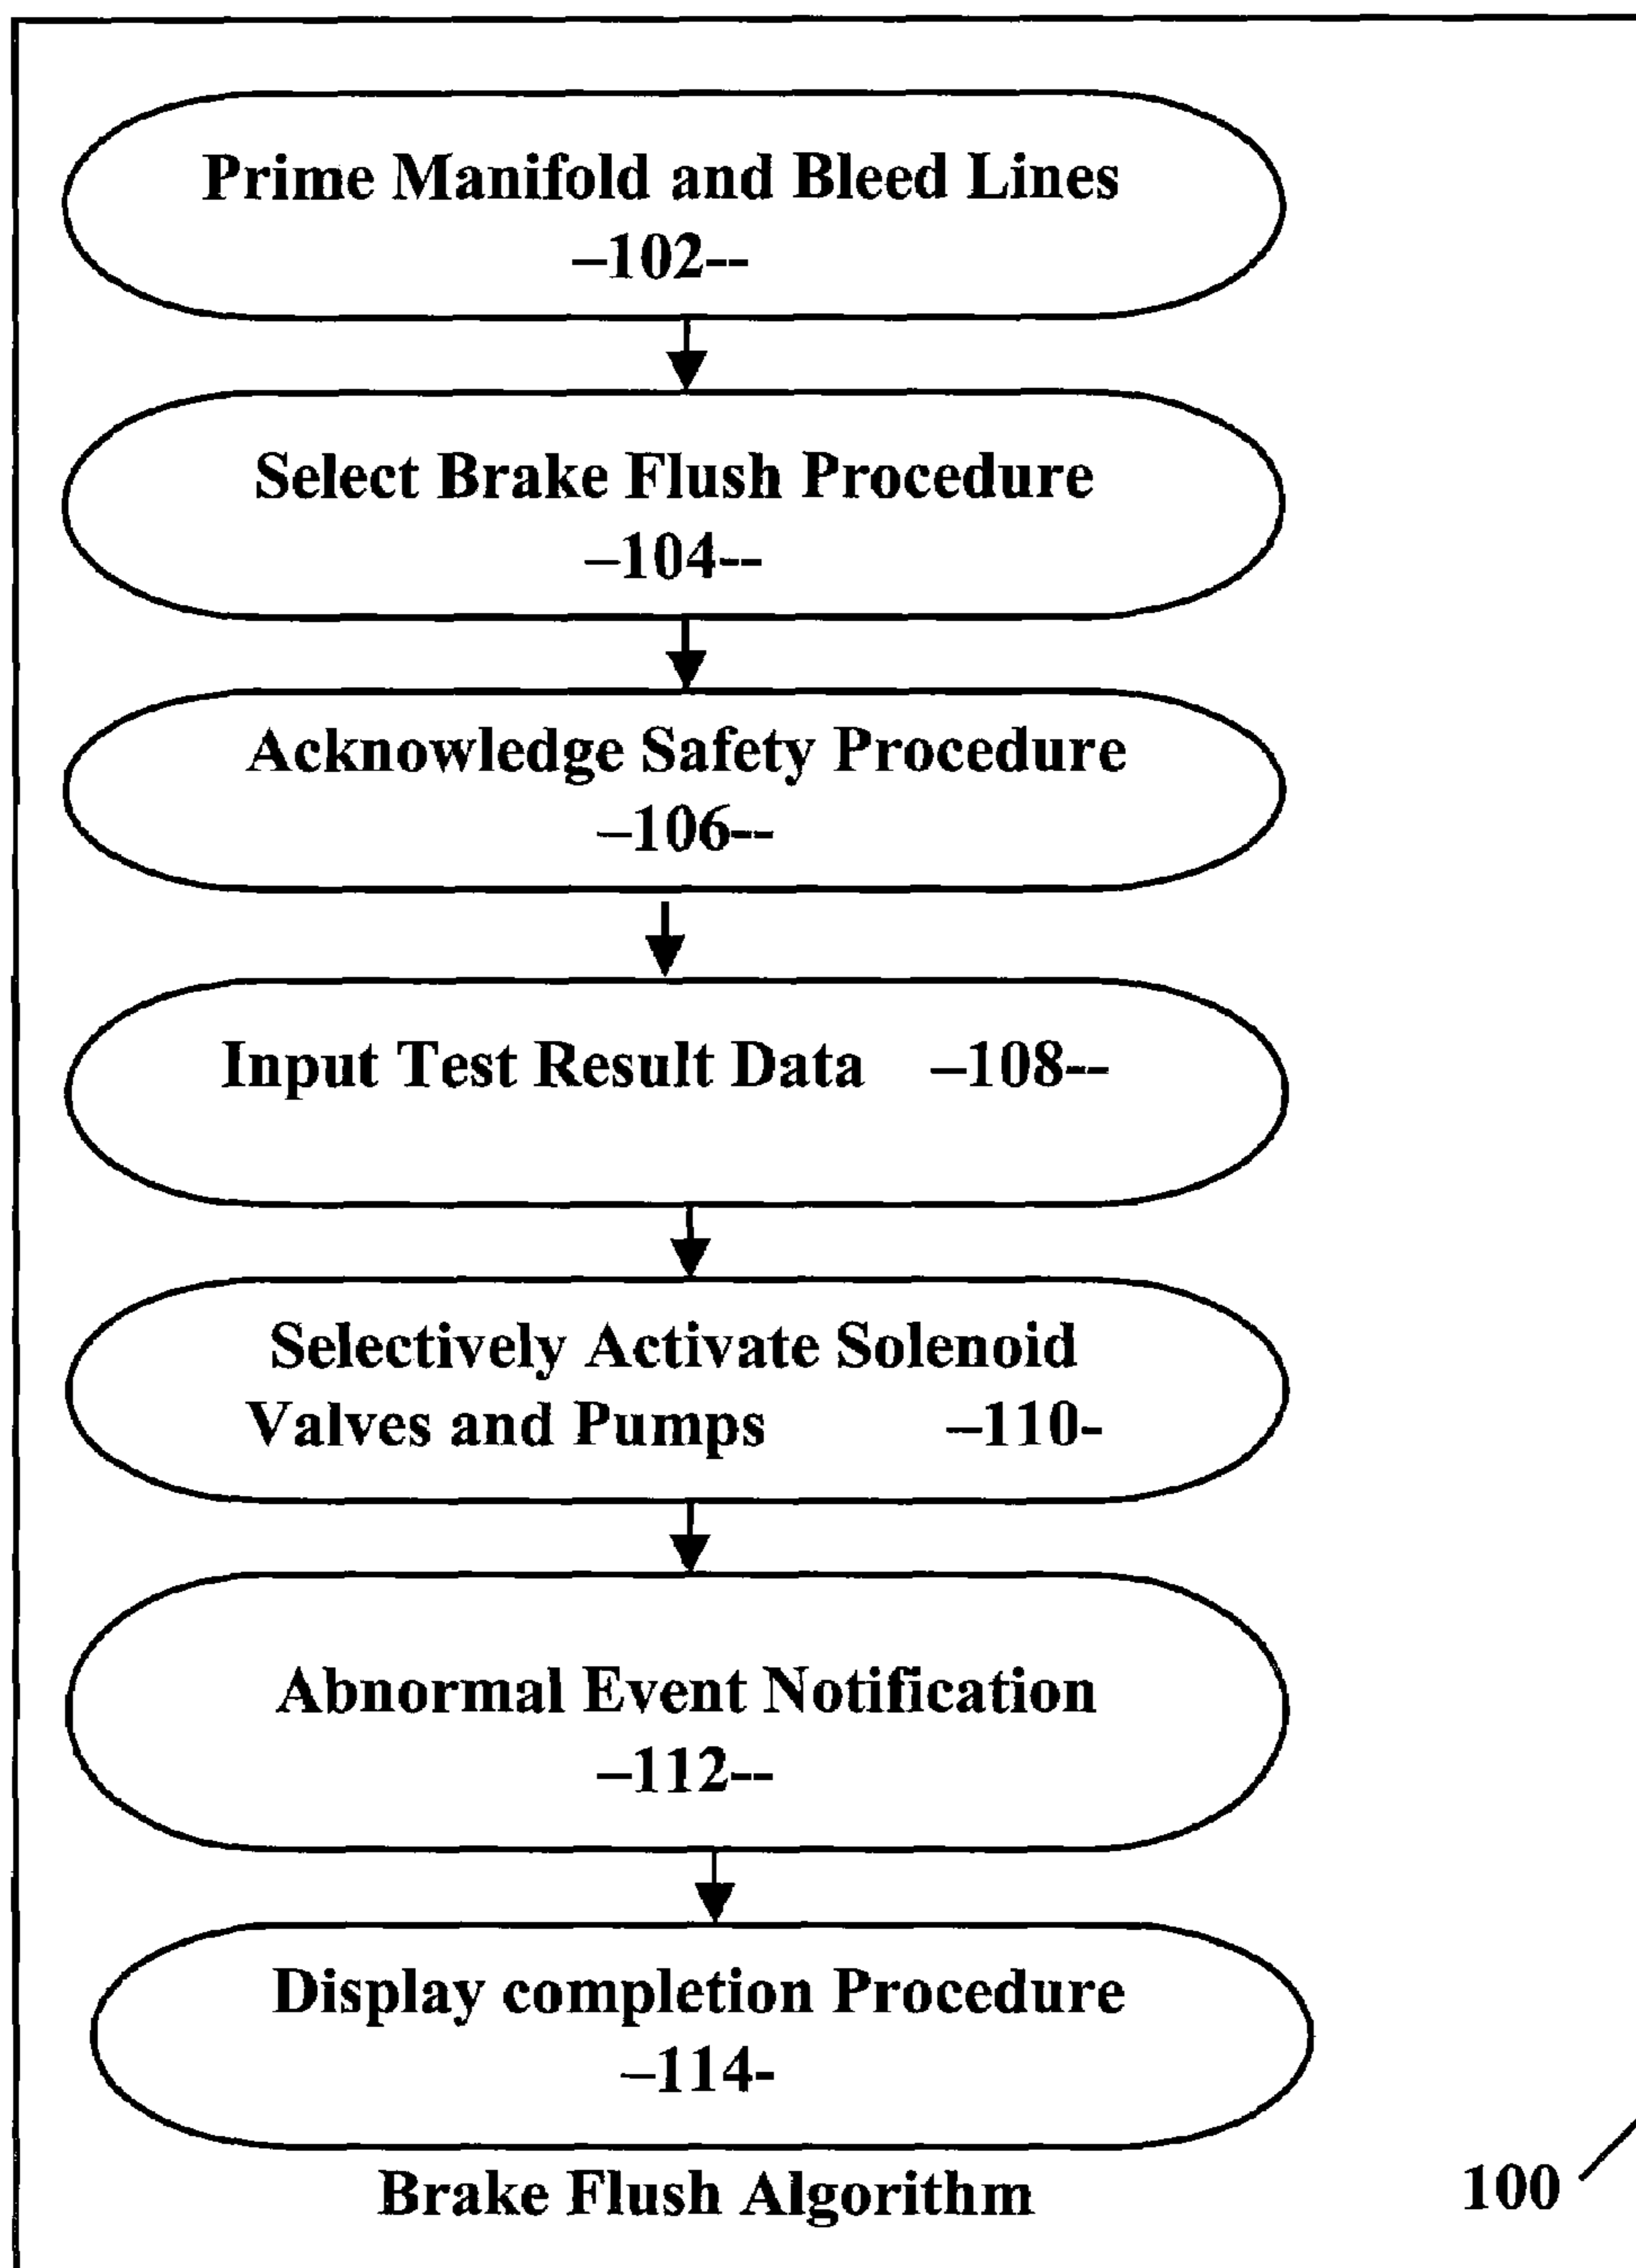 Prime Manifold and Bleed Lines
–102--
Select Brake Flush Procedure
–104--
Acknowledge Safety Procedure
–106--
Input Test Result Data –108--
Selectively Activate Solenoid
Valves and Pumps –110-
Abnormal Event Notification
–112--
Display completion Procedure
–114-
Brake Flush Algorithm
100